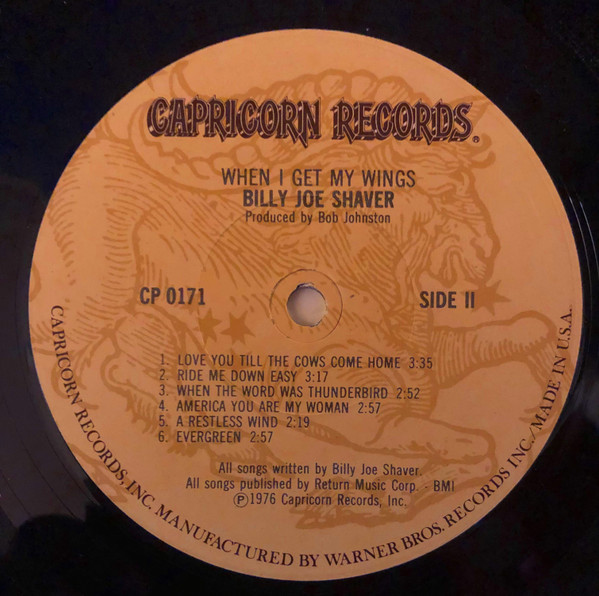 CAPRICORN RECORDS®
WHEN I GET MY WINGS
BILLY JOE SHAVER
Produced by Bob Johnston
CP 0171
SIDE II
1. LOVE YOU TILL THE COWS COME HOME 3:35
2. RIDE ME DOWN EASY 3:17
3. WHEN THE WORD WAS THUNDERBIRD 2:52
4. AMERICA YOU ARE MY WOMAN 2:57
5. A RESTLESS WIND 2:19
6. EVERGREEN 2:57
All songs written by Billy Joe Shaver.
All songs published by Return Music Corp. - BMI
℗1976 Capricorn Records, Inc.
CAPRICORN RECORDS, INC. MANUFACTURED BY WARNER BROS. RECORDS INC./MADE IN U.S.A.